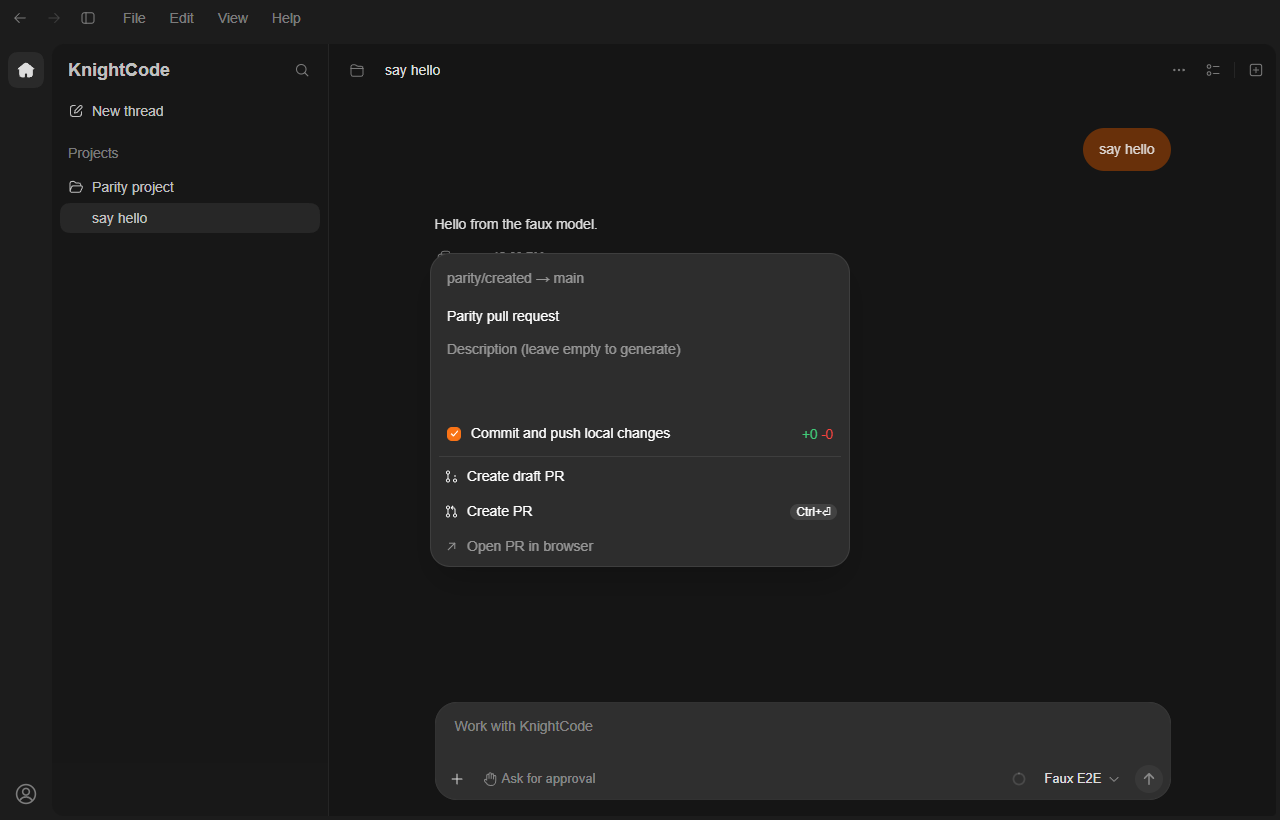 File Edit View Help
KnightCode
New thread
Projects
Parity project
say hello
say hello
say hello
Hello from the faux model.
parity/created → main
Parity pull request
Description (leave empty to generate)
Commit and push local changes +0 -0
Create draft PR
Create PR Ctrl+⏎
Open PR in browser
Work with KnightCode
Ask for approval Faux E2E